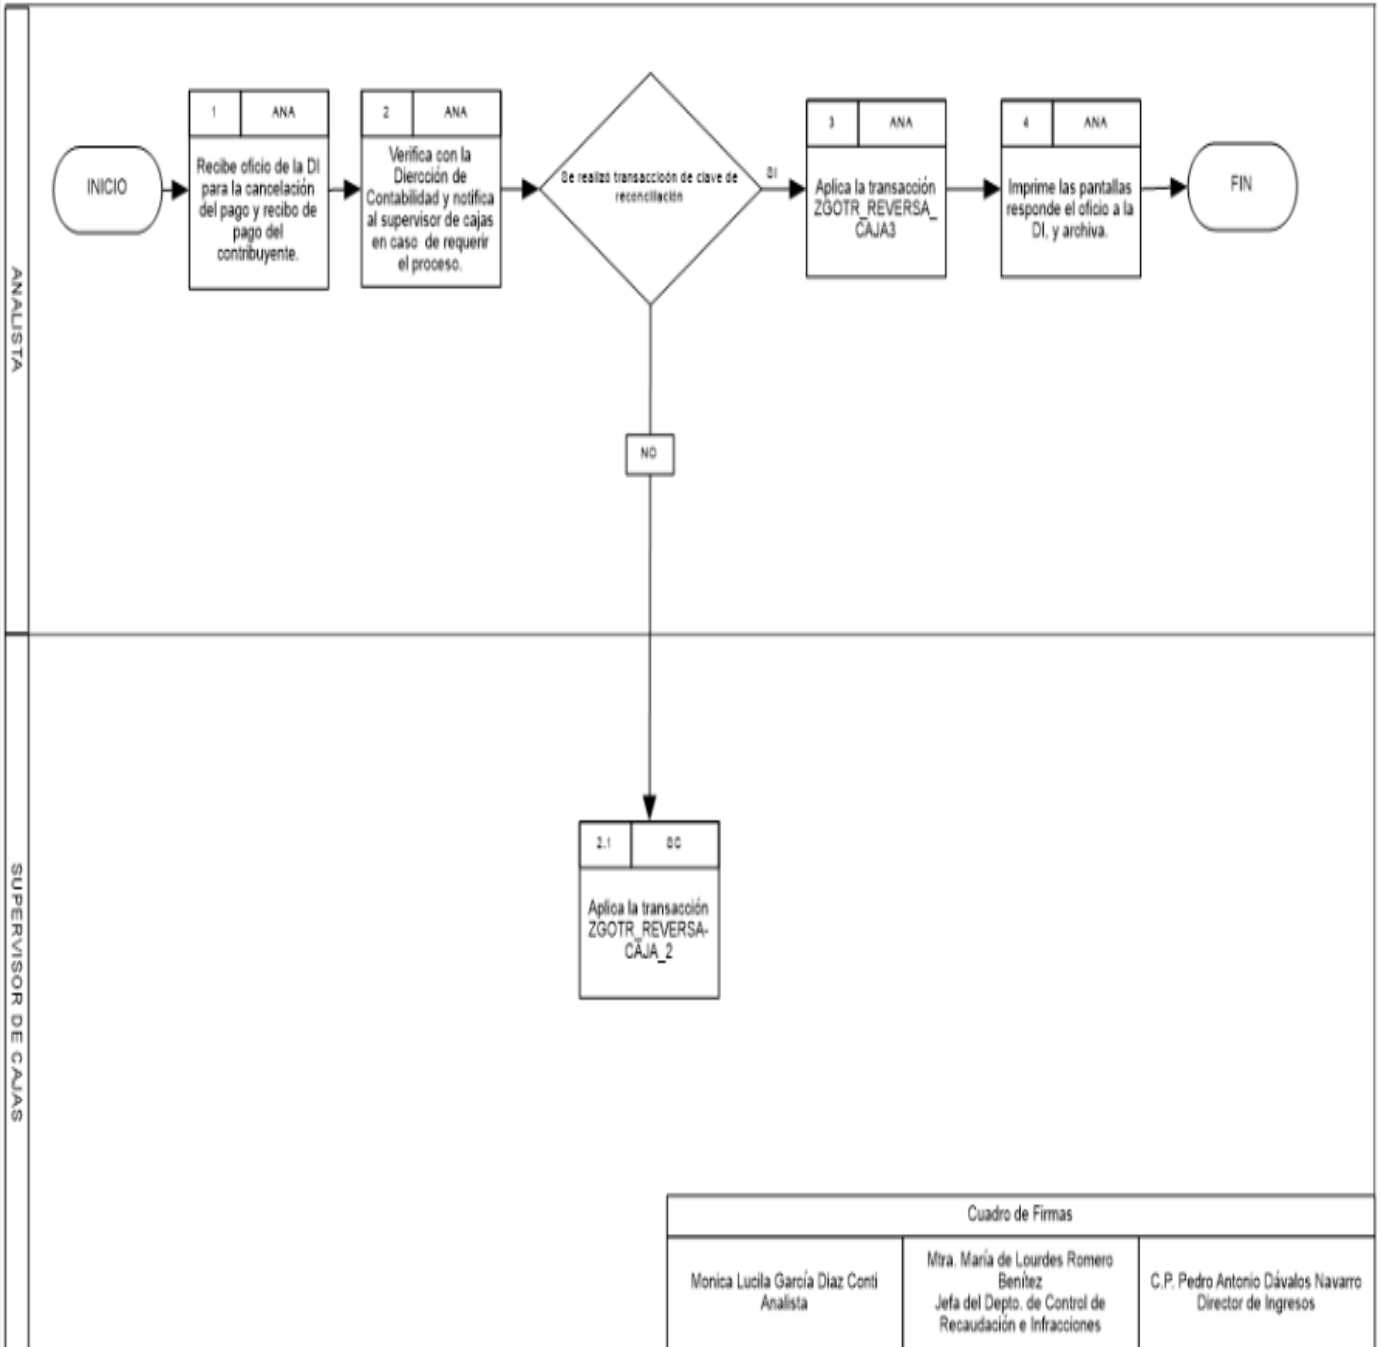 ANALISTA
INICIO
1 ANA
Recibe oficio de la DI
para la cancelación
del pago y recibo de
pago del
contribuyente.
2 ANA
Verifica con la
Dierción de
Contabilidad y notifica
al supervisor de cajas
en caso de requerir
el proceso.
Se realizó transaccioón de clave de
reconciliación
SI
3 ANA
Aplica la transacción
ZGOTR_REVERSA_
CAJA3
4 ANA
Imprime las pantallas
responde el oficio a la
DI, y archiva.
FIN
NO
SUPERVISOR DE CAJAS
2.1 SC
Aplica la transacción
ZGOTR_REVERSA-
CAJA_2
Cuadro de Firmas
Monica Lucila García Diaz Conti
Analista
Mtra. María de Lourdes Romero
Benítez
Jefa del Depto. de Control de
Recaudación e Infracciones
C.P. Pedro Antonio Dávalos Navarro
Director de Ingresos